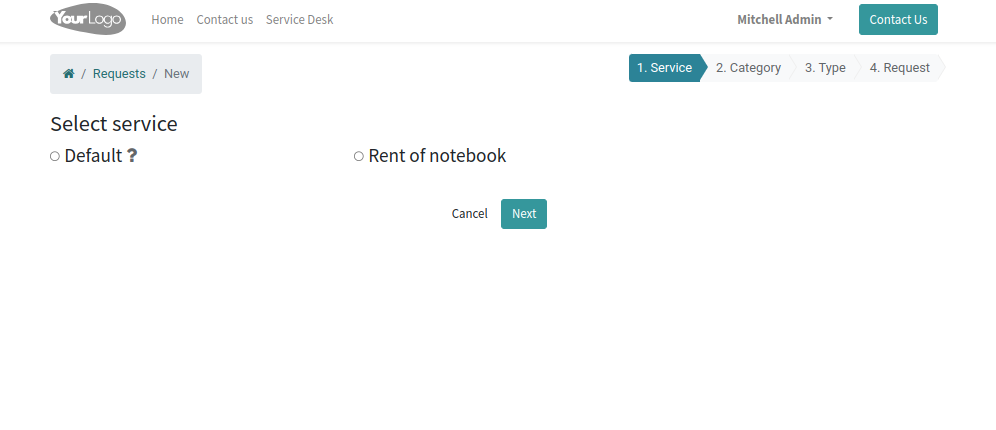 YourLogo Home Contact us Service Desk Mitchell Admin Contact Us
/ Requests / New 1. Service 2. Category 3. Type 4. Request
Select service
Default ? Rent of notebook
Cancel Next